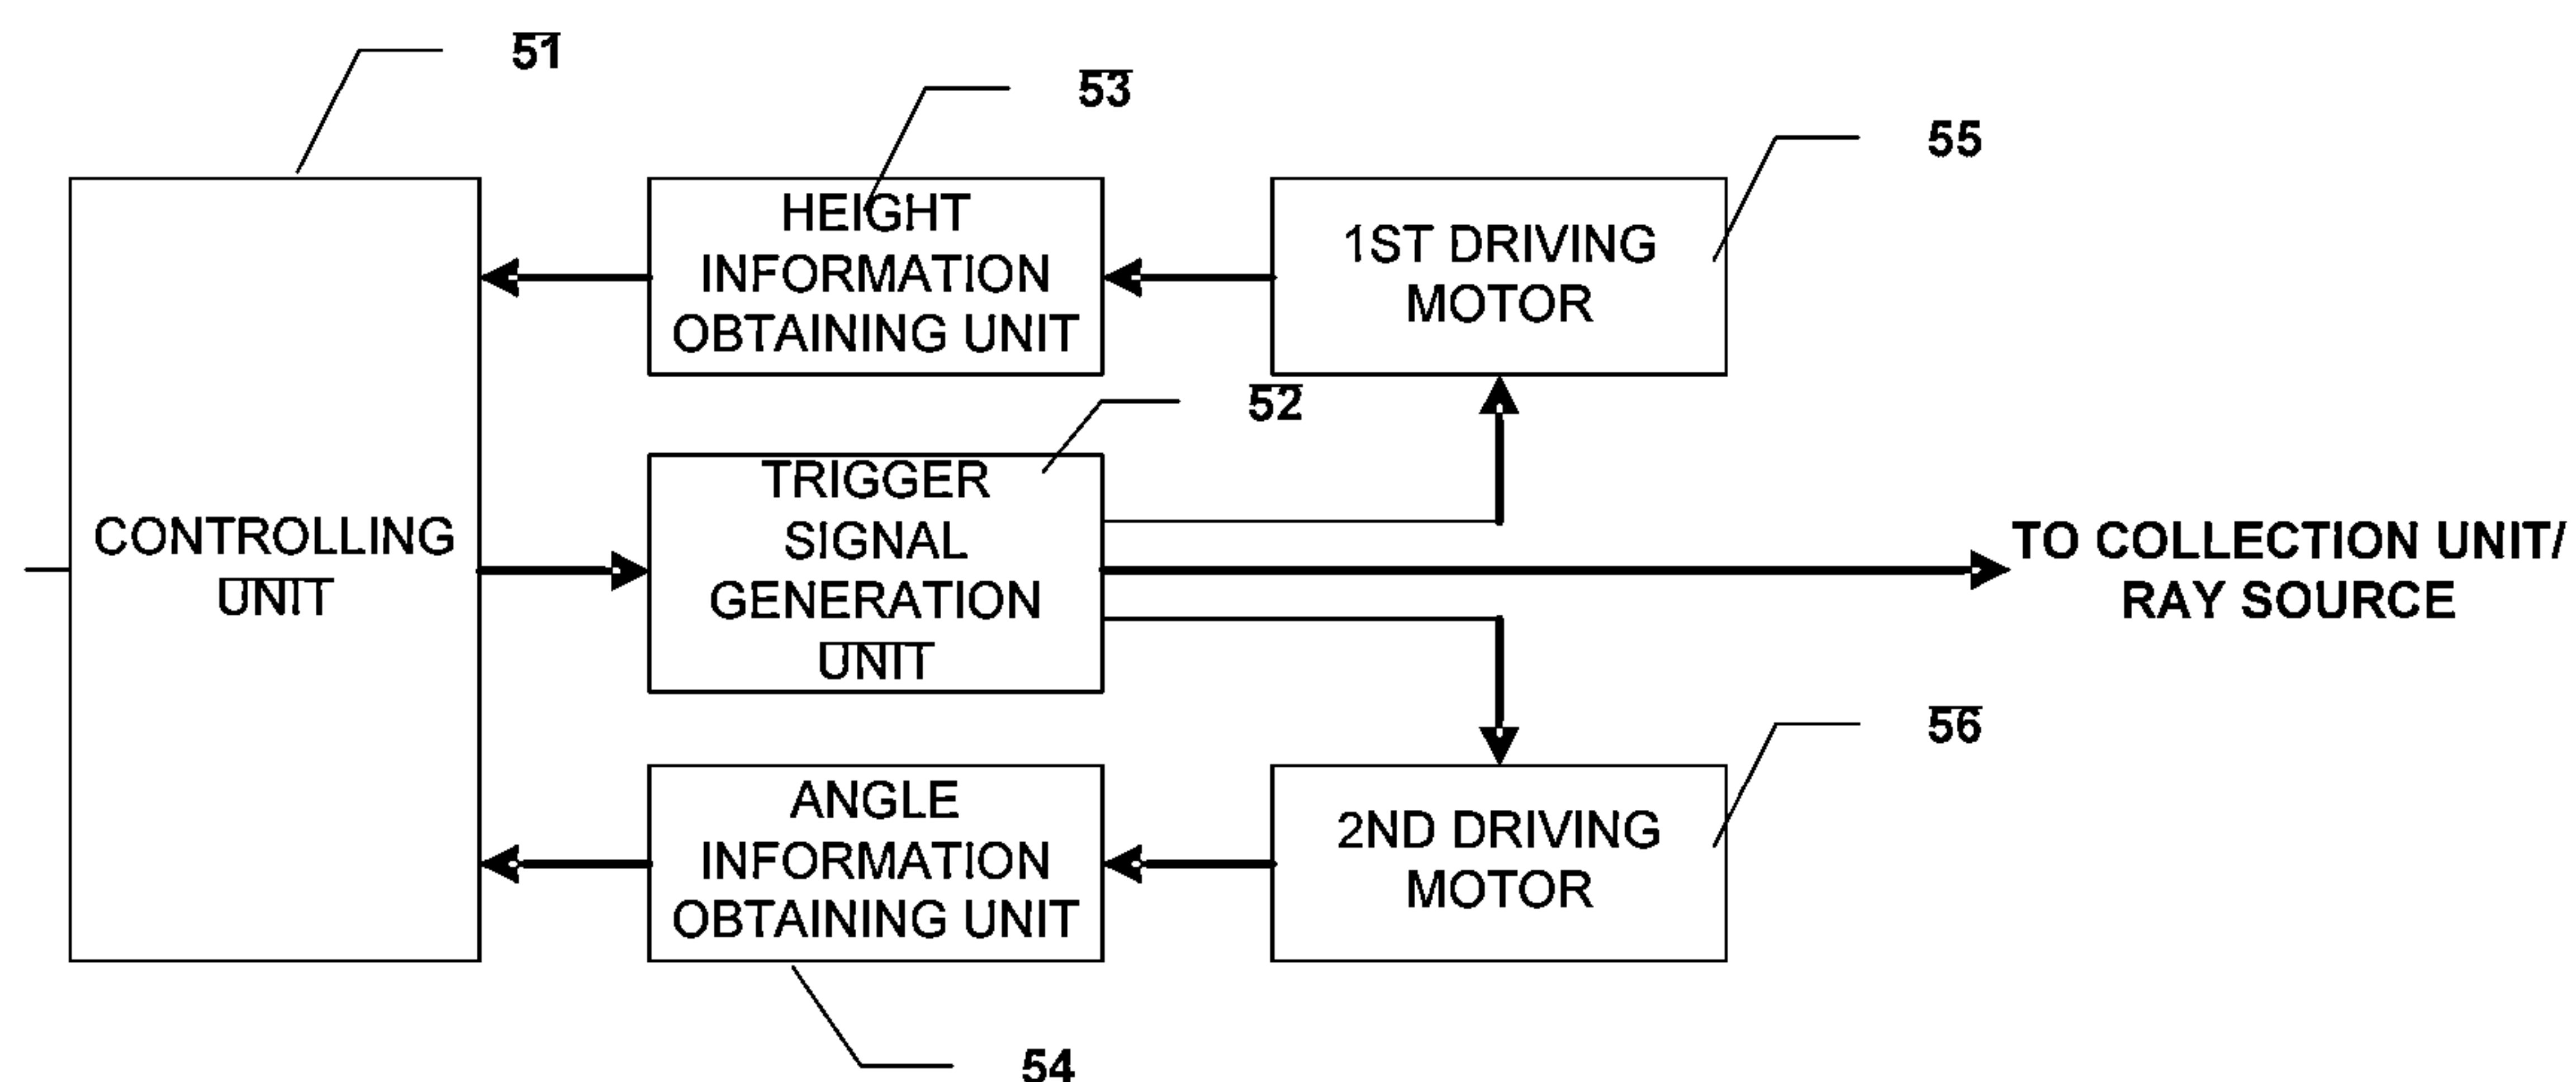 51
53
55
HEIGHT
INFORMATION
OBTAINING UNIT
1ST DRIVING
MOTOR
52
CONTROLLING
UNIT
TRIGGER
SIGNAL
GENERATION
UNIT
TO COLLECTION UNIT/
RAY SOURCE
56
ANGLE
INFORMATION
OBTAINING UNIT
2ND DRIVING
MOTOR
54